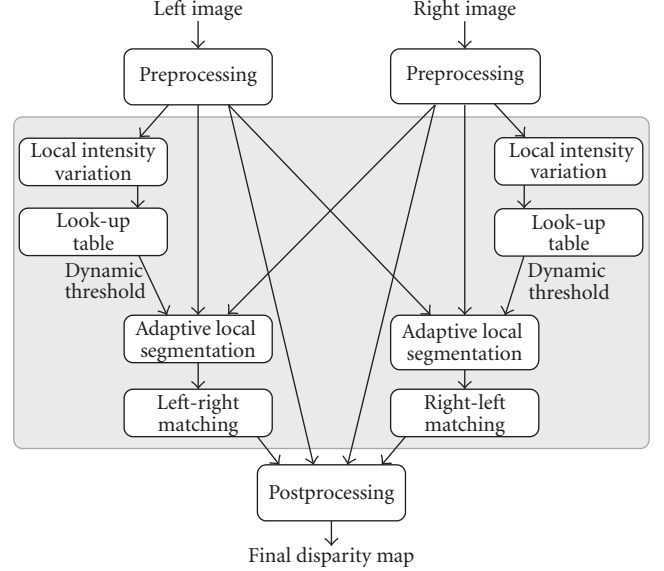 Left image
Right image
Preprocessing
Preprocessing
Local intensity
variation
Local intensity
variation
Look-up
table
Look-up
table
Dynamic
threshold
Dynamic
threshold
Adaptive local
segmentation
Adaptive local
segmentation
Left-right
matching
Right-left
matching
Postprocessing
Final disparity map